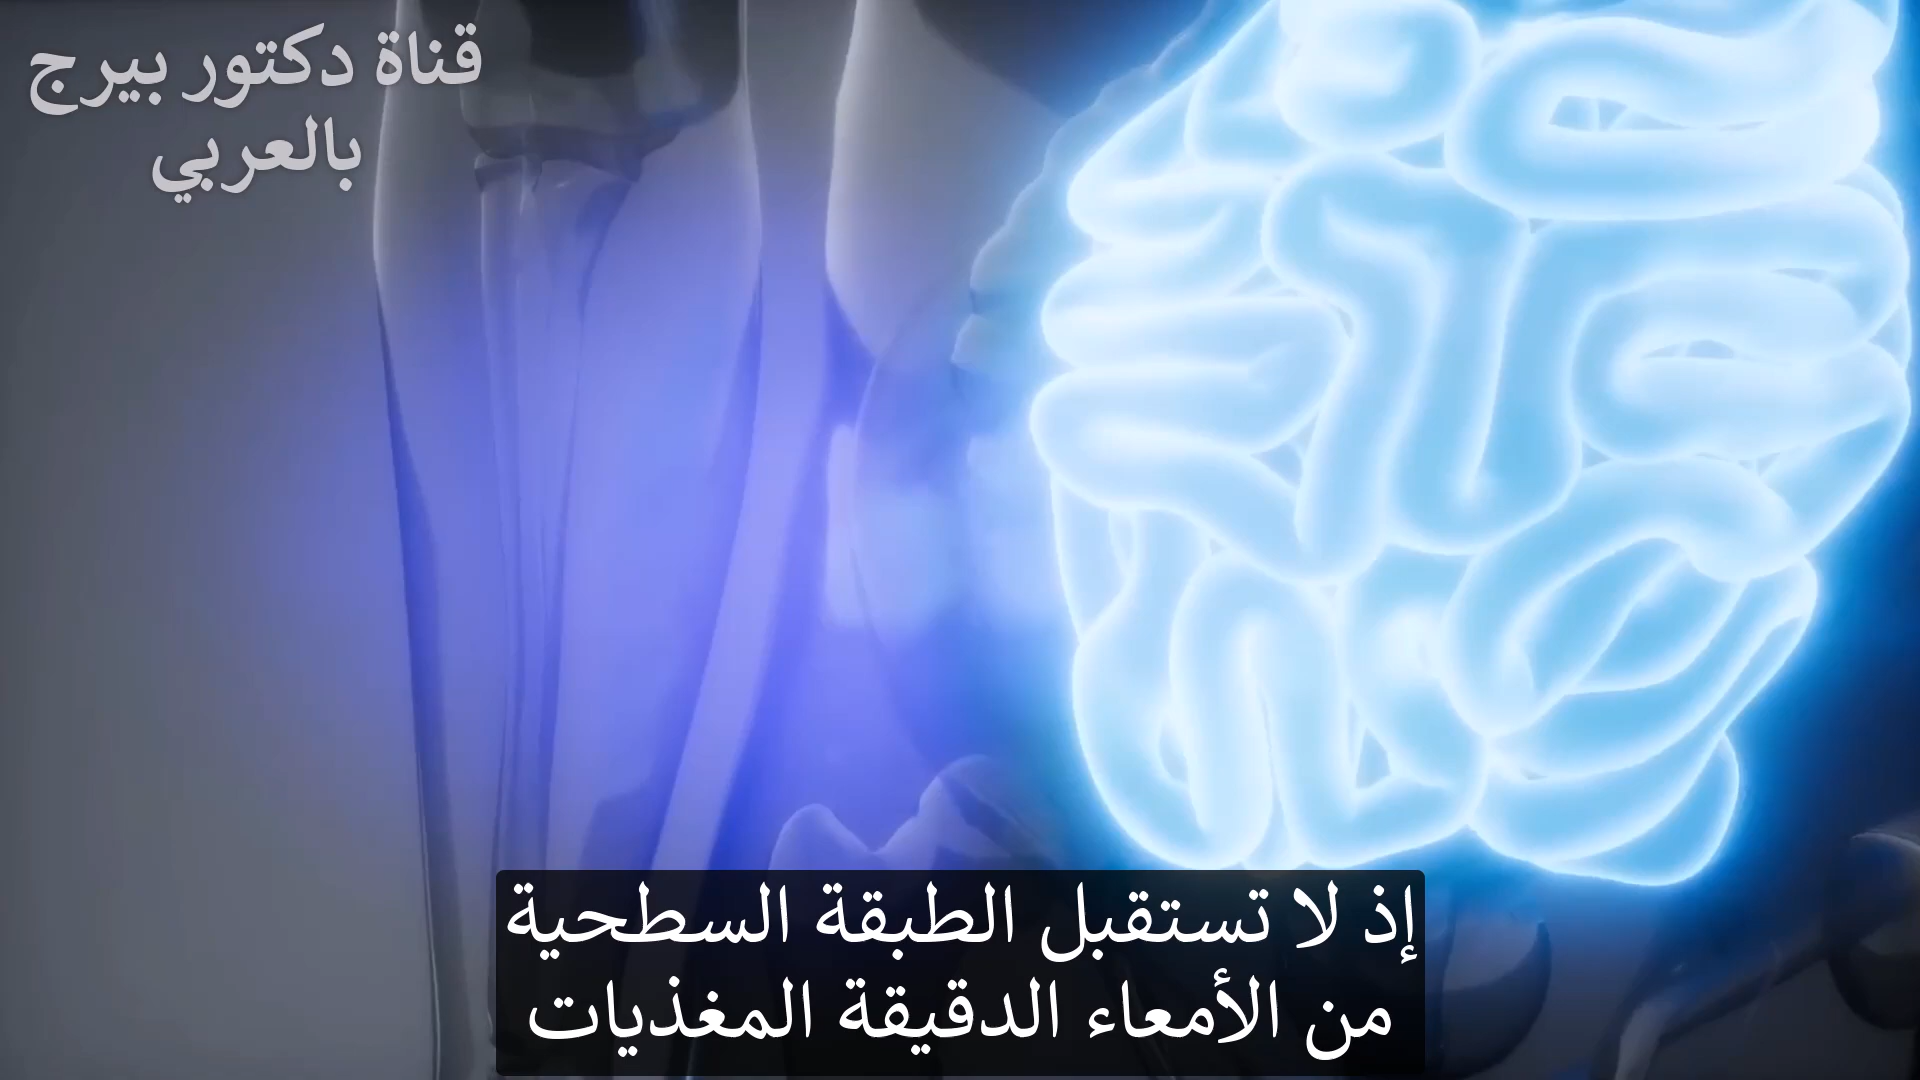 قناة دكتور بيرج
بالعربي
إذ لا تستقبل الطبقة السطحية
من الأمعاء الدقيقة المغذيات